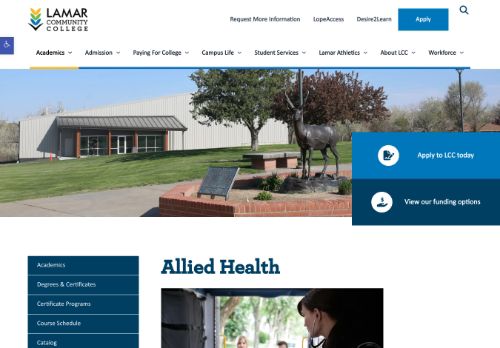 LAMAR
COMMUNITY
COLLEGE
Request More Information
LopeAccess
Desire2Learn
Apply
Academics
Admission
Paying For College
Campus Life
Student Services
Lamar Athletics
About LCC
Workforce
Apply to LCC today
View our funding options
Academics
Degrees & Certificates
Certificate Programs
Course Schedule
Catalog
Allied Health